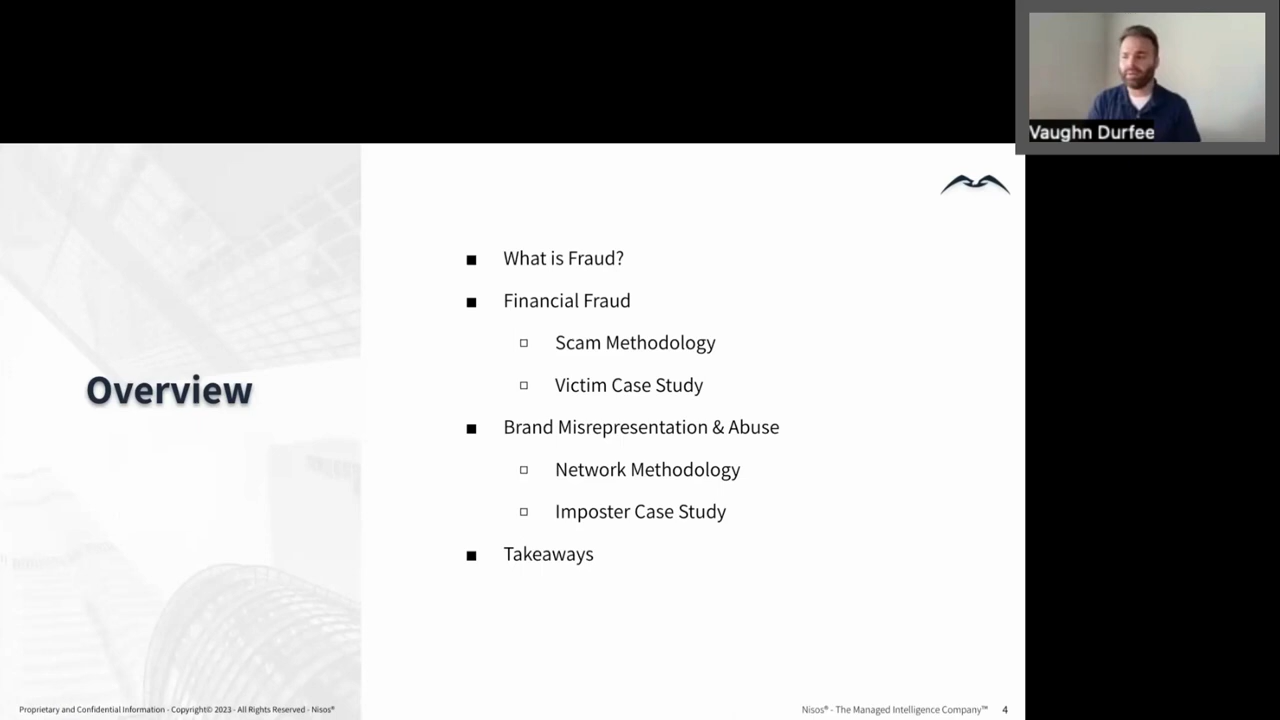 Vaughn Durfee
Overview
■ What is Fraud?
■ Financial Fraud
□ Scam Methodology
□ Victim Case Study
■ Brand Misrepresentation & Abuse
□ Network Methodology
□ Imposter Case Study
■ Takeaways
Proprietary and Confidential Information - Copyright© 2023 - All Rights Reserved - Nisos®
Nisos® - The Managed Intelligence Company™ 4